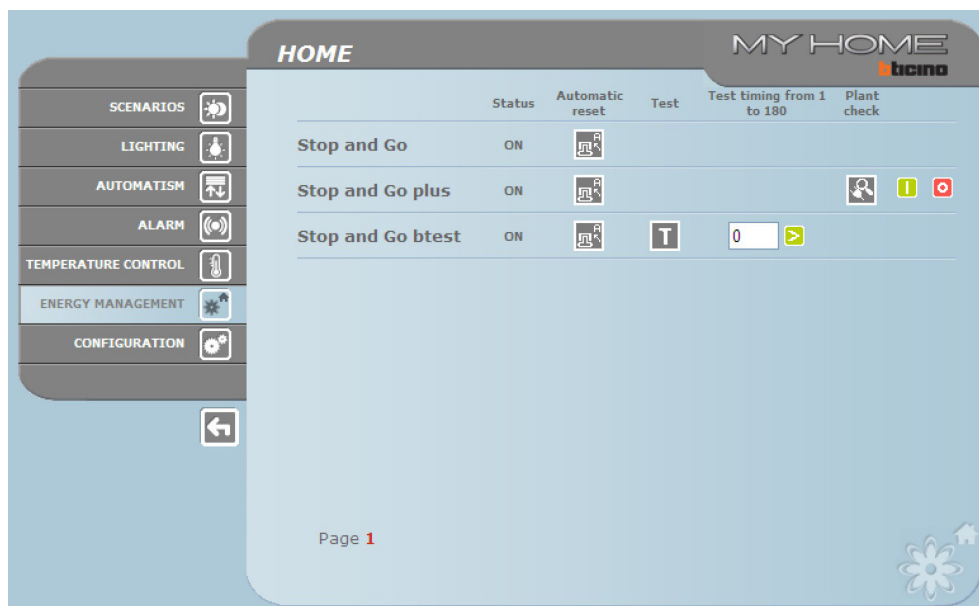 HOME
MY HOME
bticino
SCENARIOS
LIGHTING
AUTOMATISM
ALARM
TEMPERATURE CONTROL
ENERGY MANAGEMENT
CONFIGURATION
Status
Automatic
reset
Test
Test timing from 1
to 180
Plant
check
Stop and Go
ON
A
Stop and Go plus
ON
A
Stop and Go btest
ON
A
T
0
>
Page 1